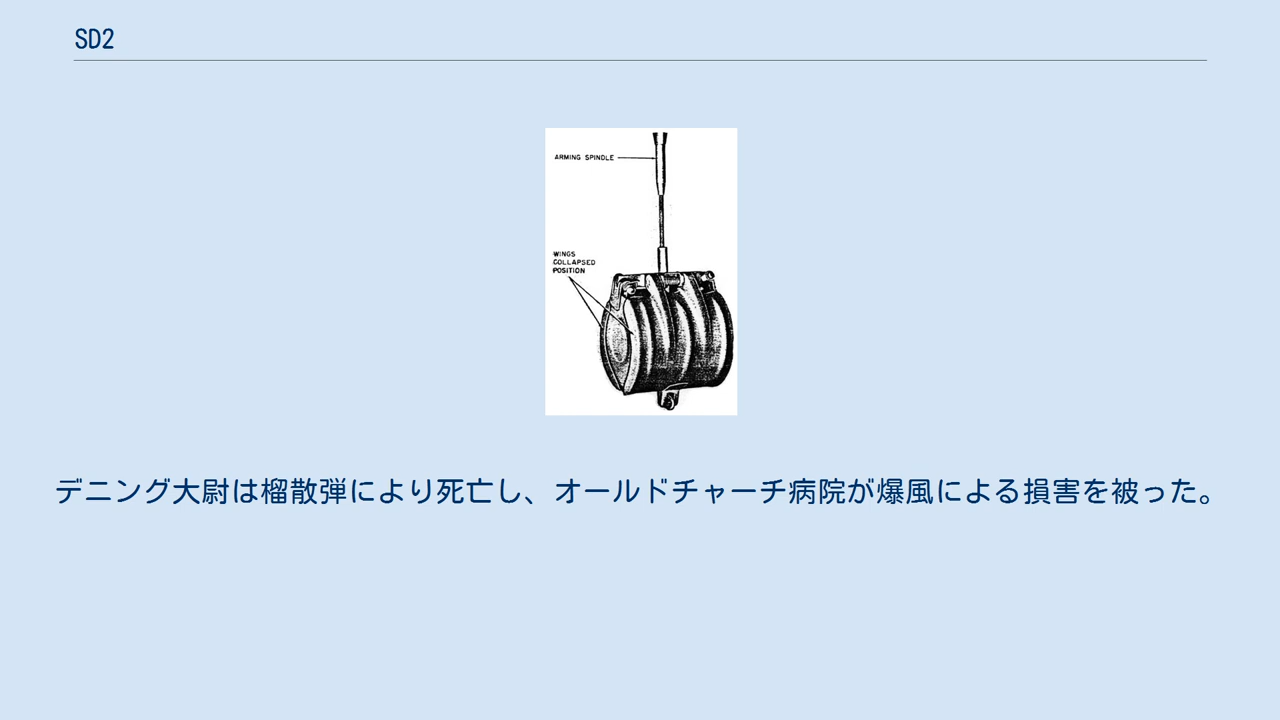 SD2
ARMING SPINDLE
WINGS
COLLAPSED
POSITION
デニング大尉は榴散弾により死亡し、オールドチャーチ病院が爆風による損害を被った。